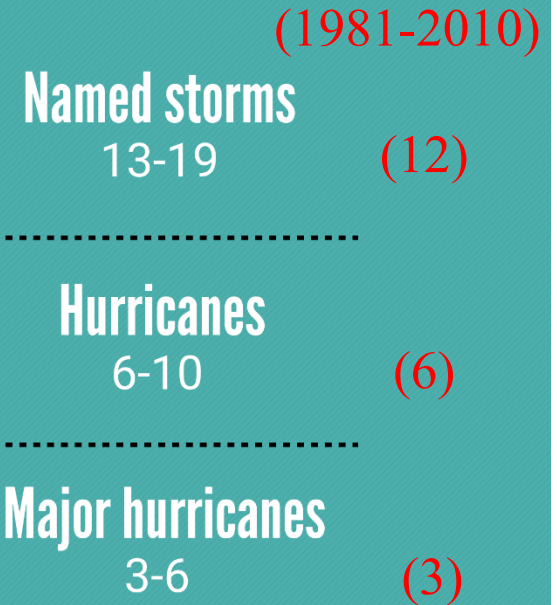 (1981-2010)
Named storms
13-19 (12)
Hurricanes
6-10 (6)
Major hurricanes
3-6 (3)